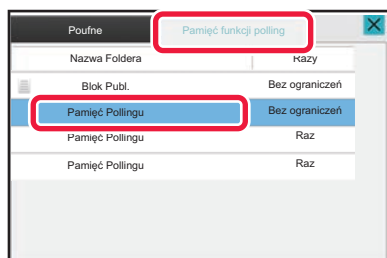 Poufne Pamięć funkcji polling
Nazwa Foldera Razy
Blok Publ. Bez ograniczeń
Pamięć Pollingu Bez ograniczeń
Pamięć Pollingu Raz
Pamięć Pollingu Raz